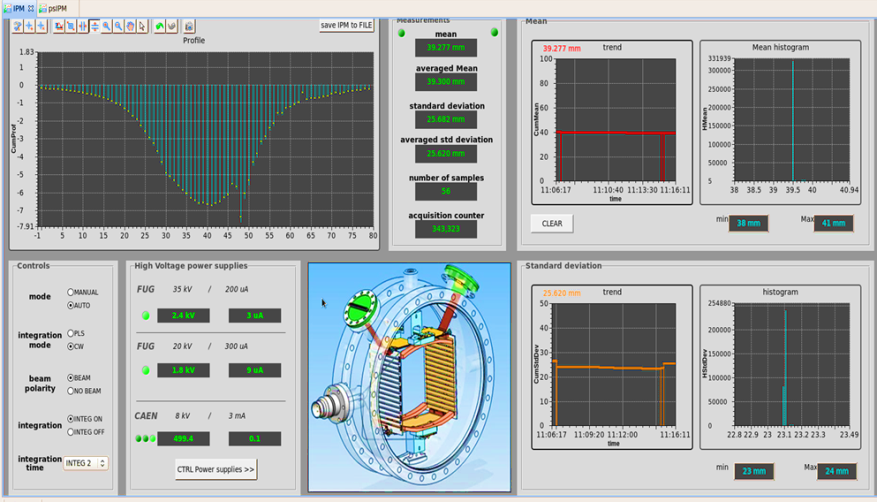 IPM
psIPM
save IPM to FILE
Profile
1.83
1
0
-1
-2
-3
-4
-5
-6
-7
-7.91
CumProf
-1 5 10 15 20 25 30 35 40 45 50 55 60 65 70 75 80
Measurements
mean
39.277 mm
averaged Mean
39.300 mm
standard deviation
25.682 mm
averaged std deviation
25.620 mm
number of samples
56
acquisition counter
343,323
Mean
39.277 mm
trend
100
80
60
40
20
0
CumMean
11:06:17 11:10:40 11:13:30 11:16:11
time
Mean histogram
331939
300000
250000
200000
150000
100000
50000
5
HMean
38 38.5 39 39.5 40 40.94
CLEAR
min 38 mm
Max 41 mm
Controls
mode
MANUAL
AUTO
integration mode
PLS
CW
beam polarity
BEAM
NO BEAM
integration
INTEG ON
INTEG OFF
integration time
INTEG 2
High Voltage power supplies
FUG 35 kV / 200 uA
2.4 kV 3 uA
FUG 20 kV / 300 uA
1.8 kV 9 uA
CAEN 8 kV / 3 mA
499.4 0.1
CTRL Power supplies >>
Standard deviation
25.620 mm
trend
50
40
30
20
10
0
CumStdDev
11:06:17 11:09:20 11:12:00 11:16:11
time
histogram
254880
200000
150000
100000
50000
0
HStdDev
22.8 22.9 23 23.1 23.2 23.3 23.49
min 23 mm
Max 24 mm